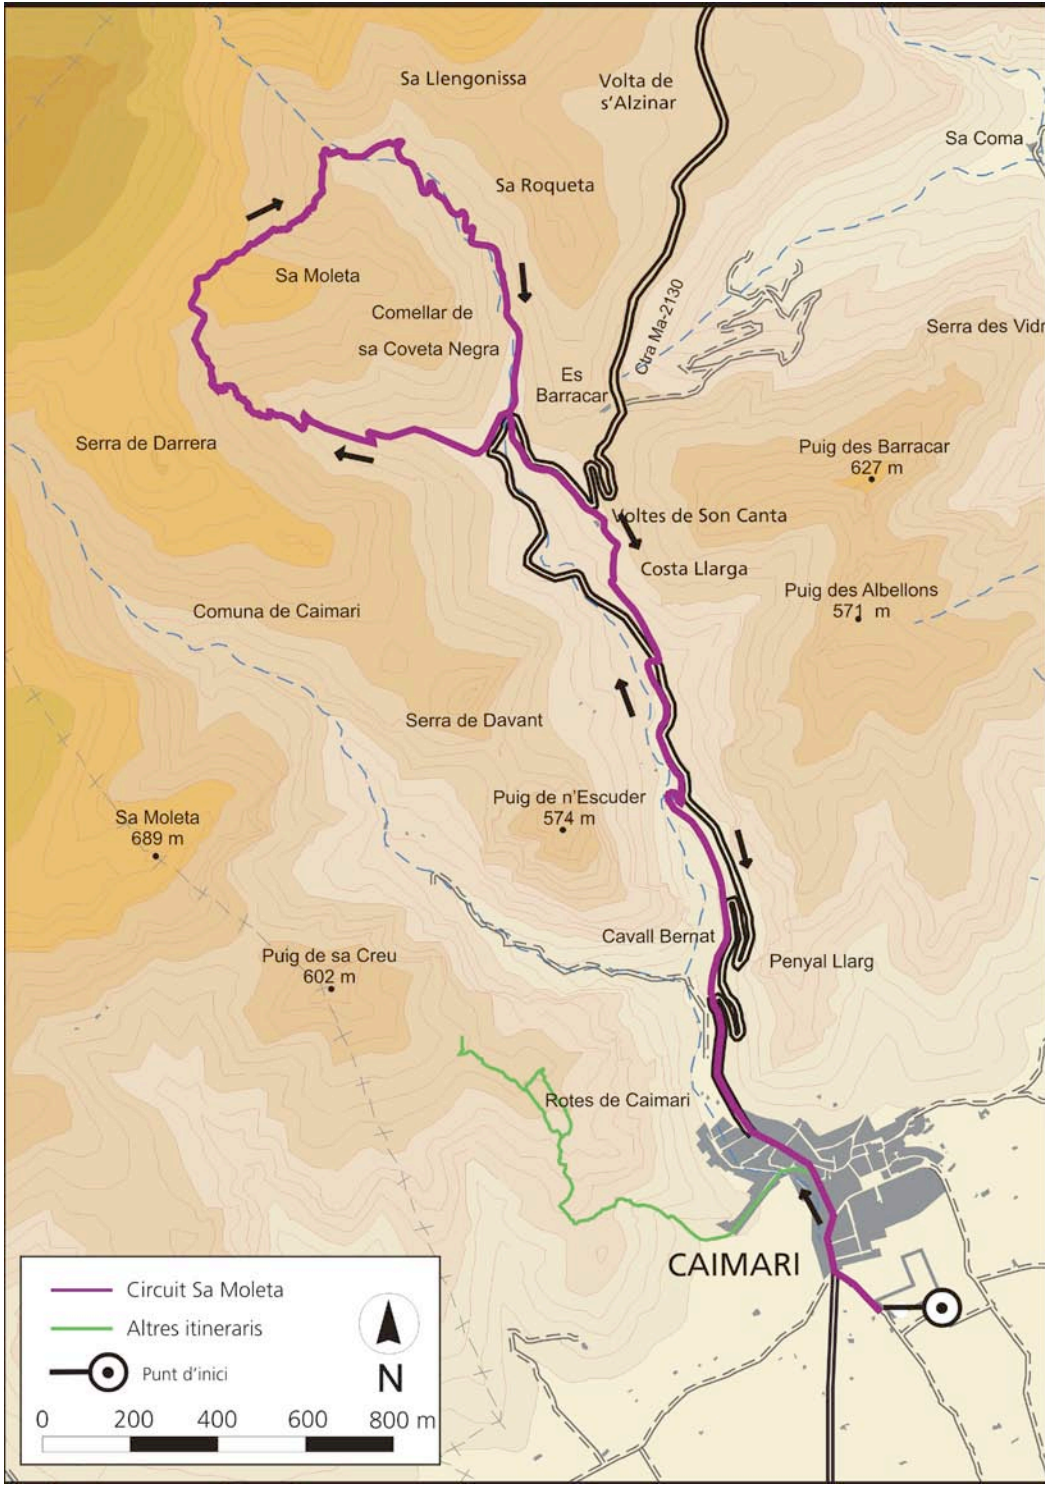 Sa Llengonissa
Volta de
s'Alzinar
Sa Coma
Sa Roqueta
Sa Moleta
Comellar de
sa Coveta Negra
Ctra Ma-2130
Serra des Vidr
Es
Barracar
Serra de Darrera
Puig des Barracar
627 m
Voltes de Son Canta
Costa Llarga
Puig des Albellons
571 m
Comuna de Caimari
Serra de Davant
Puig de n'Escuder
574 m
Sa Moleta
689 m
Cavall Bernat
Puig de sa Creu
602 m
Penyal Llarg
Rotes de Caimari
CAIMARI
Circuit Sa Moleta
Altres itineraris
Punt d'inici
N
0 200 400 600 800 m